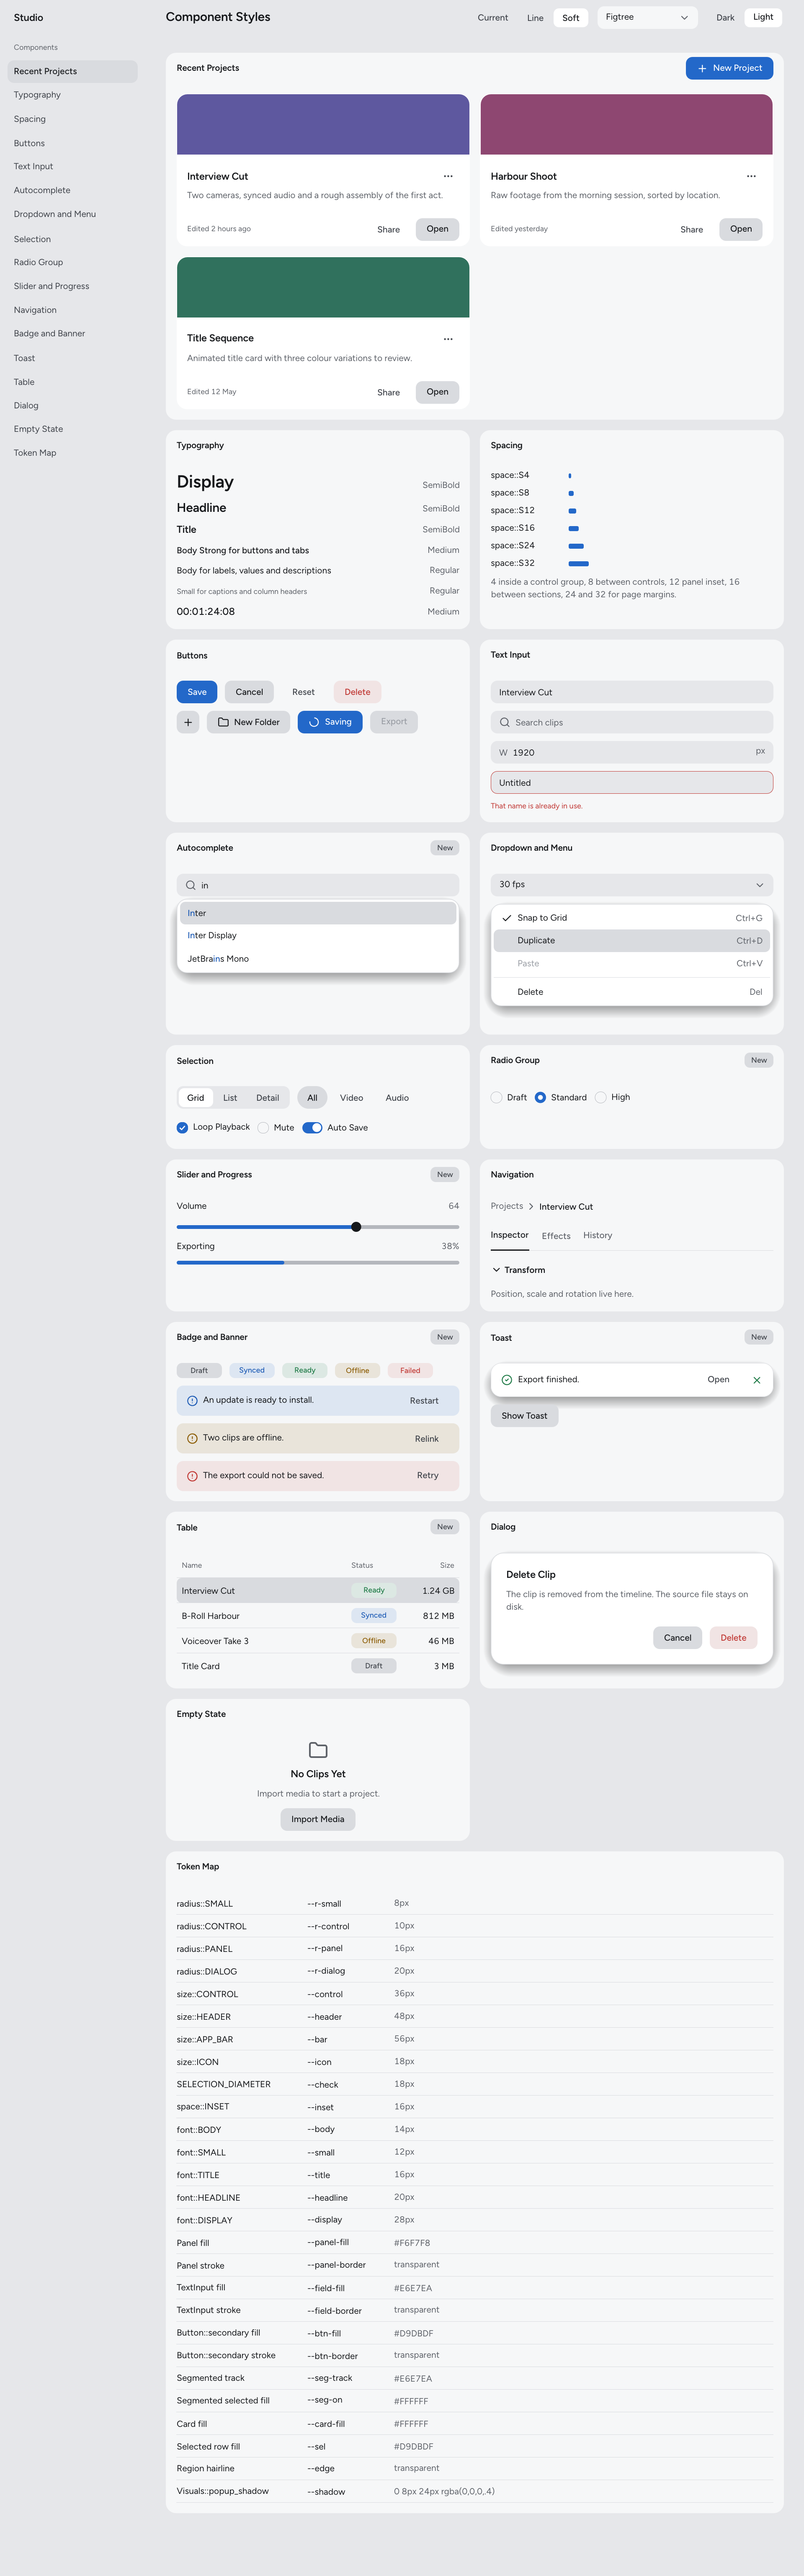 Studio
Component Styles
Current
Line
Soft
Figtree
Dark
Light
Components
Recent Projects
Typography
Spacing
Buttons
Text Input
Autocomplete
Dropdown and Menu
Selection
Radio Group
Slider and Progress
Navigation
Badge and Banner
Toast
Table
Dialog
Empty State
Token Map
Recent Projects
New Project
Interview Cut
Two cameras, synced audio and a rough assembly of the first act.
Edited 2 hours ago
Share
Open
Harbour Shoot
Raw footage from the morning session, sorted by location.
Edited yesterday
Share
Open
Title Sequence
Animated title card with three colour variations to review.
Edited 12 May
Share
Open
Typography
Display SemiBold
Headline SemiBold
Title SemiBold
Body Strong for buttons and tabs Medium
Body for labels, values and descriptions Regular
Small for captions and column headers Regular
00:01:24:08 Medium
Spacing
space::S4
space::S8
space::S12
space::S16
space::S24
space::S32
4 inside a control group, 8 between controls, 12 panel inset, 16
between sections, 24 and 32 for page margins.
Buttons
Save
Cancel
Reset
Delete
New Folder
Saving
Export
Text Input
Interview Cut
Search clips
W 1920 px
Untitled
That name is already in use.
Autocomplete
New
in
Inter
Inter Display
JetBrains Mono
Dropdown and Menu
30 fps
Snap to Grid Ctrl+G
Duplicate Ctrl+D
Paste Ctrl+V
Delete Del
Selection
Grid
List
Detail
All
Video
Audio
Loop Playback
Mute
Auto Save
Radio Group
New
Draft
Standard
High
Slider and Progress
New
Volume 64
Exporting 38%
Navigation
Projects
Interview Cut
Inspector
Effects
History
Transform
Position, scale and rotation live here.
Badge and Banner
New
Draft
Synced
Ready
Offline
Failed
An update is ready to install. Restart
Two clips are offline. Relink
The export could not be saved. Retry
Toast
New
Export finished. Open
Show Toast
Table
New
Name Status Size
Interview Cut Ready 1.24 GB
B-Roll Harbour Synced 812 MB
Voiceover Take 3 Offline 46 MB
Title Card Draft 3 MB
Dialog
Delete Clip
The clip is removed from the timeline. The source file stays on
disk.
Cancel
Delete
Empty State
No Clips Yet
Import media to start a project.
Import Media
Token Map
radius::SMALL --r-small 8px
radius::CONTROL --r-control 10px
radius::PANEL --r-panel 16px
radius::DIALOG --r-dialog 20px
size::CONTROL --control 36px
size::HEADER --header 48px
size::APP_BAR --bar 56px
size::ICON --icon 18px
SELECTION_DIAMETER --check 18px
space::INSET --inset 16px
font::BODY --body 14px
font::SMALL --small 12px
font::TITLE --title 16px
font::HEADLINE --headline 20px
font::DISPLAY --display 28px
Panel fill --panel-fill #F6F7F8
Panel stroke --panel-border transparent
TextInput fill --field-fill #E6E7EA
TextInput stroke --field-border transparent
Button::secondary fill --btn-fill #D9DBDF
Button::secondary stroke --btn-border transparent
Segmented track --seg-track #E6E7EA
Segmented selected fill --seg-on #FFFFFF
Card fill --card-fill #FFFFFF
Selected row fill --sel #D9DBDF
Region hairline --edge transparent
Visuals::popup_shadow --shadow 0 8px 24px rgba(0,0,0,.4)